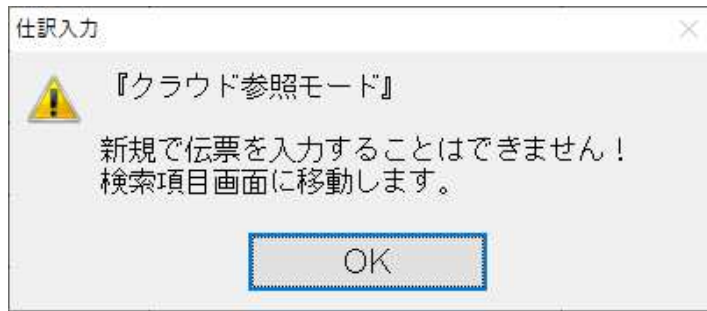 仕訳入力
『クラウド参照モード』
新規で伝票を入力することはできません！
検索項目画面に移動します。
OK